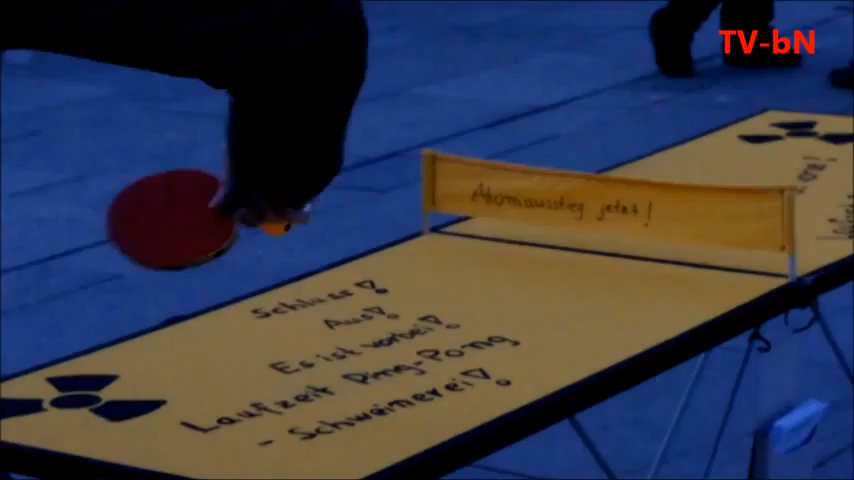 TV-bN
Atomausstieg jetzt!
Schluss!
Aus!
Es ist vorbei!
Laufzeit Ping-Pong
- Schweinerei!